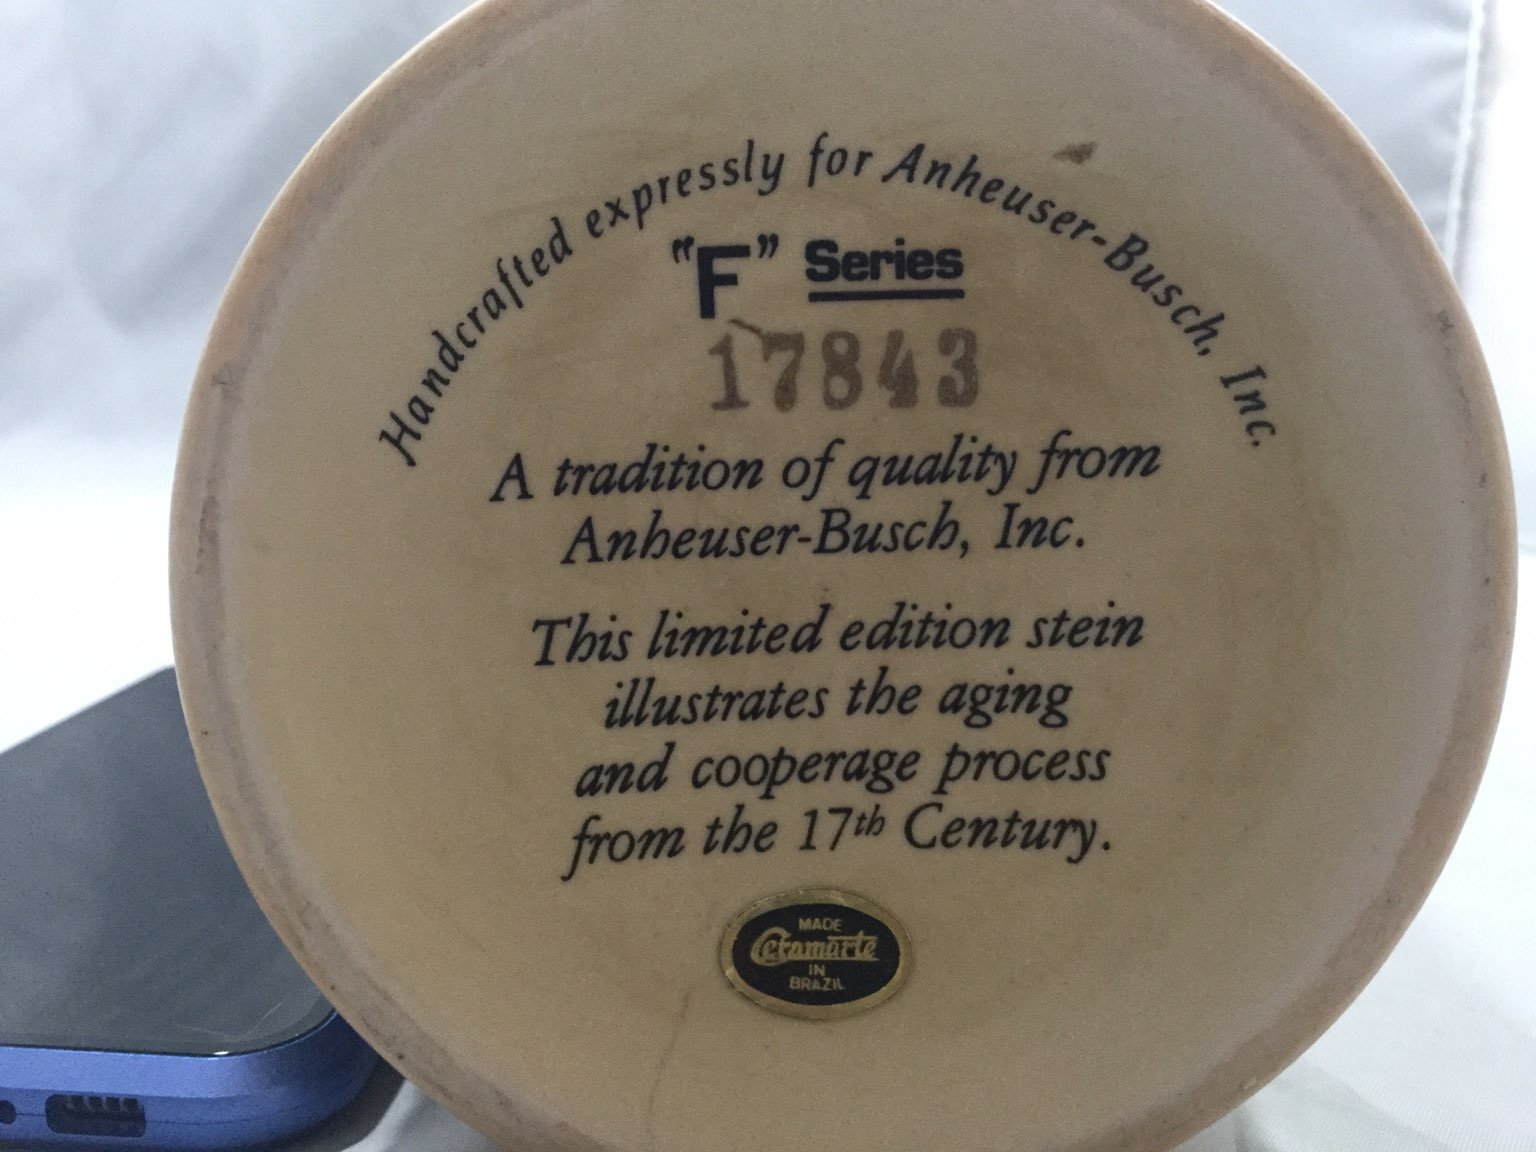 Handcrafted expressly for Anheuser-Busch, Inc.
"F" Series
17843
A tradition of quality from
Anheuser-Busch, Inc.
This limited edition stein
illustrates the aging
and cooperage process
from the 17th Century.
MADE
Ceramarte
IN
BRAZIL